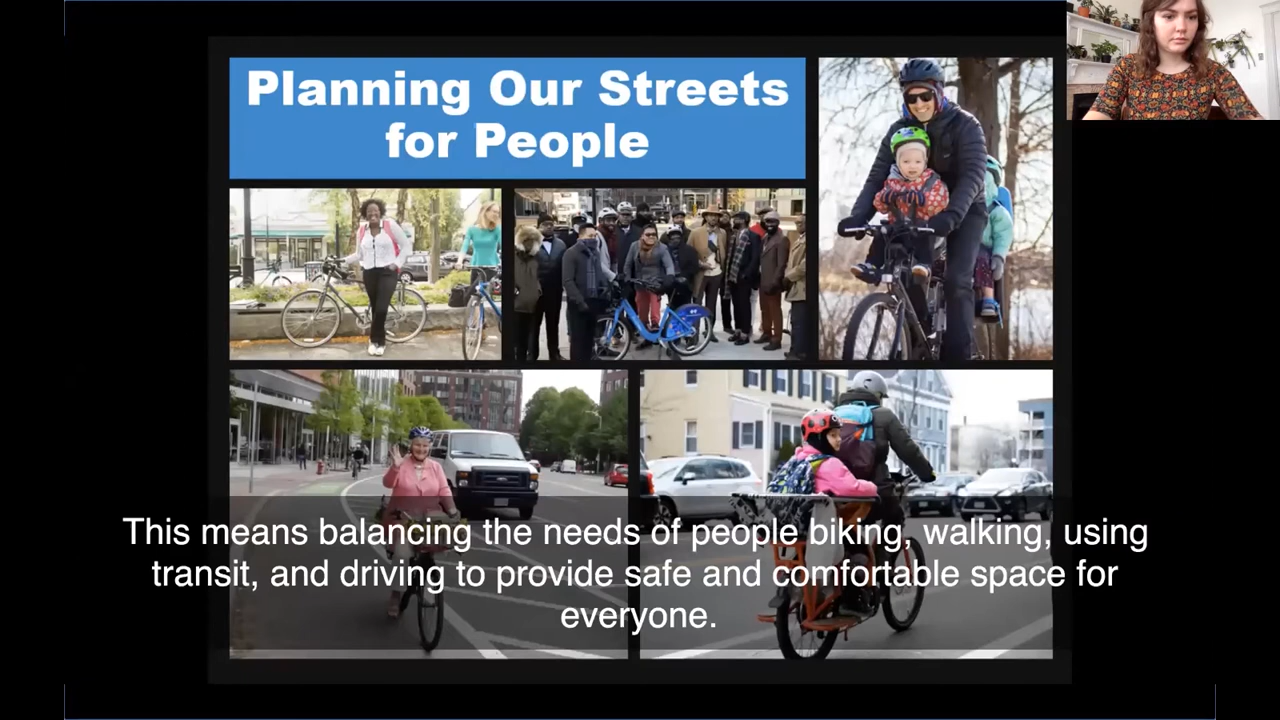 Planning Our Streets
for People
This means balancing the needs of people biking, walking, using
transit, and driving to provide safe and comfortable space for
everyone.